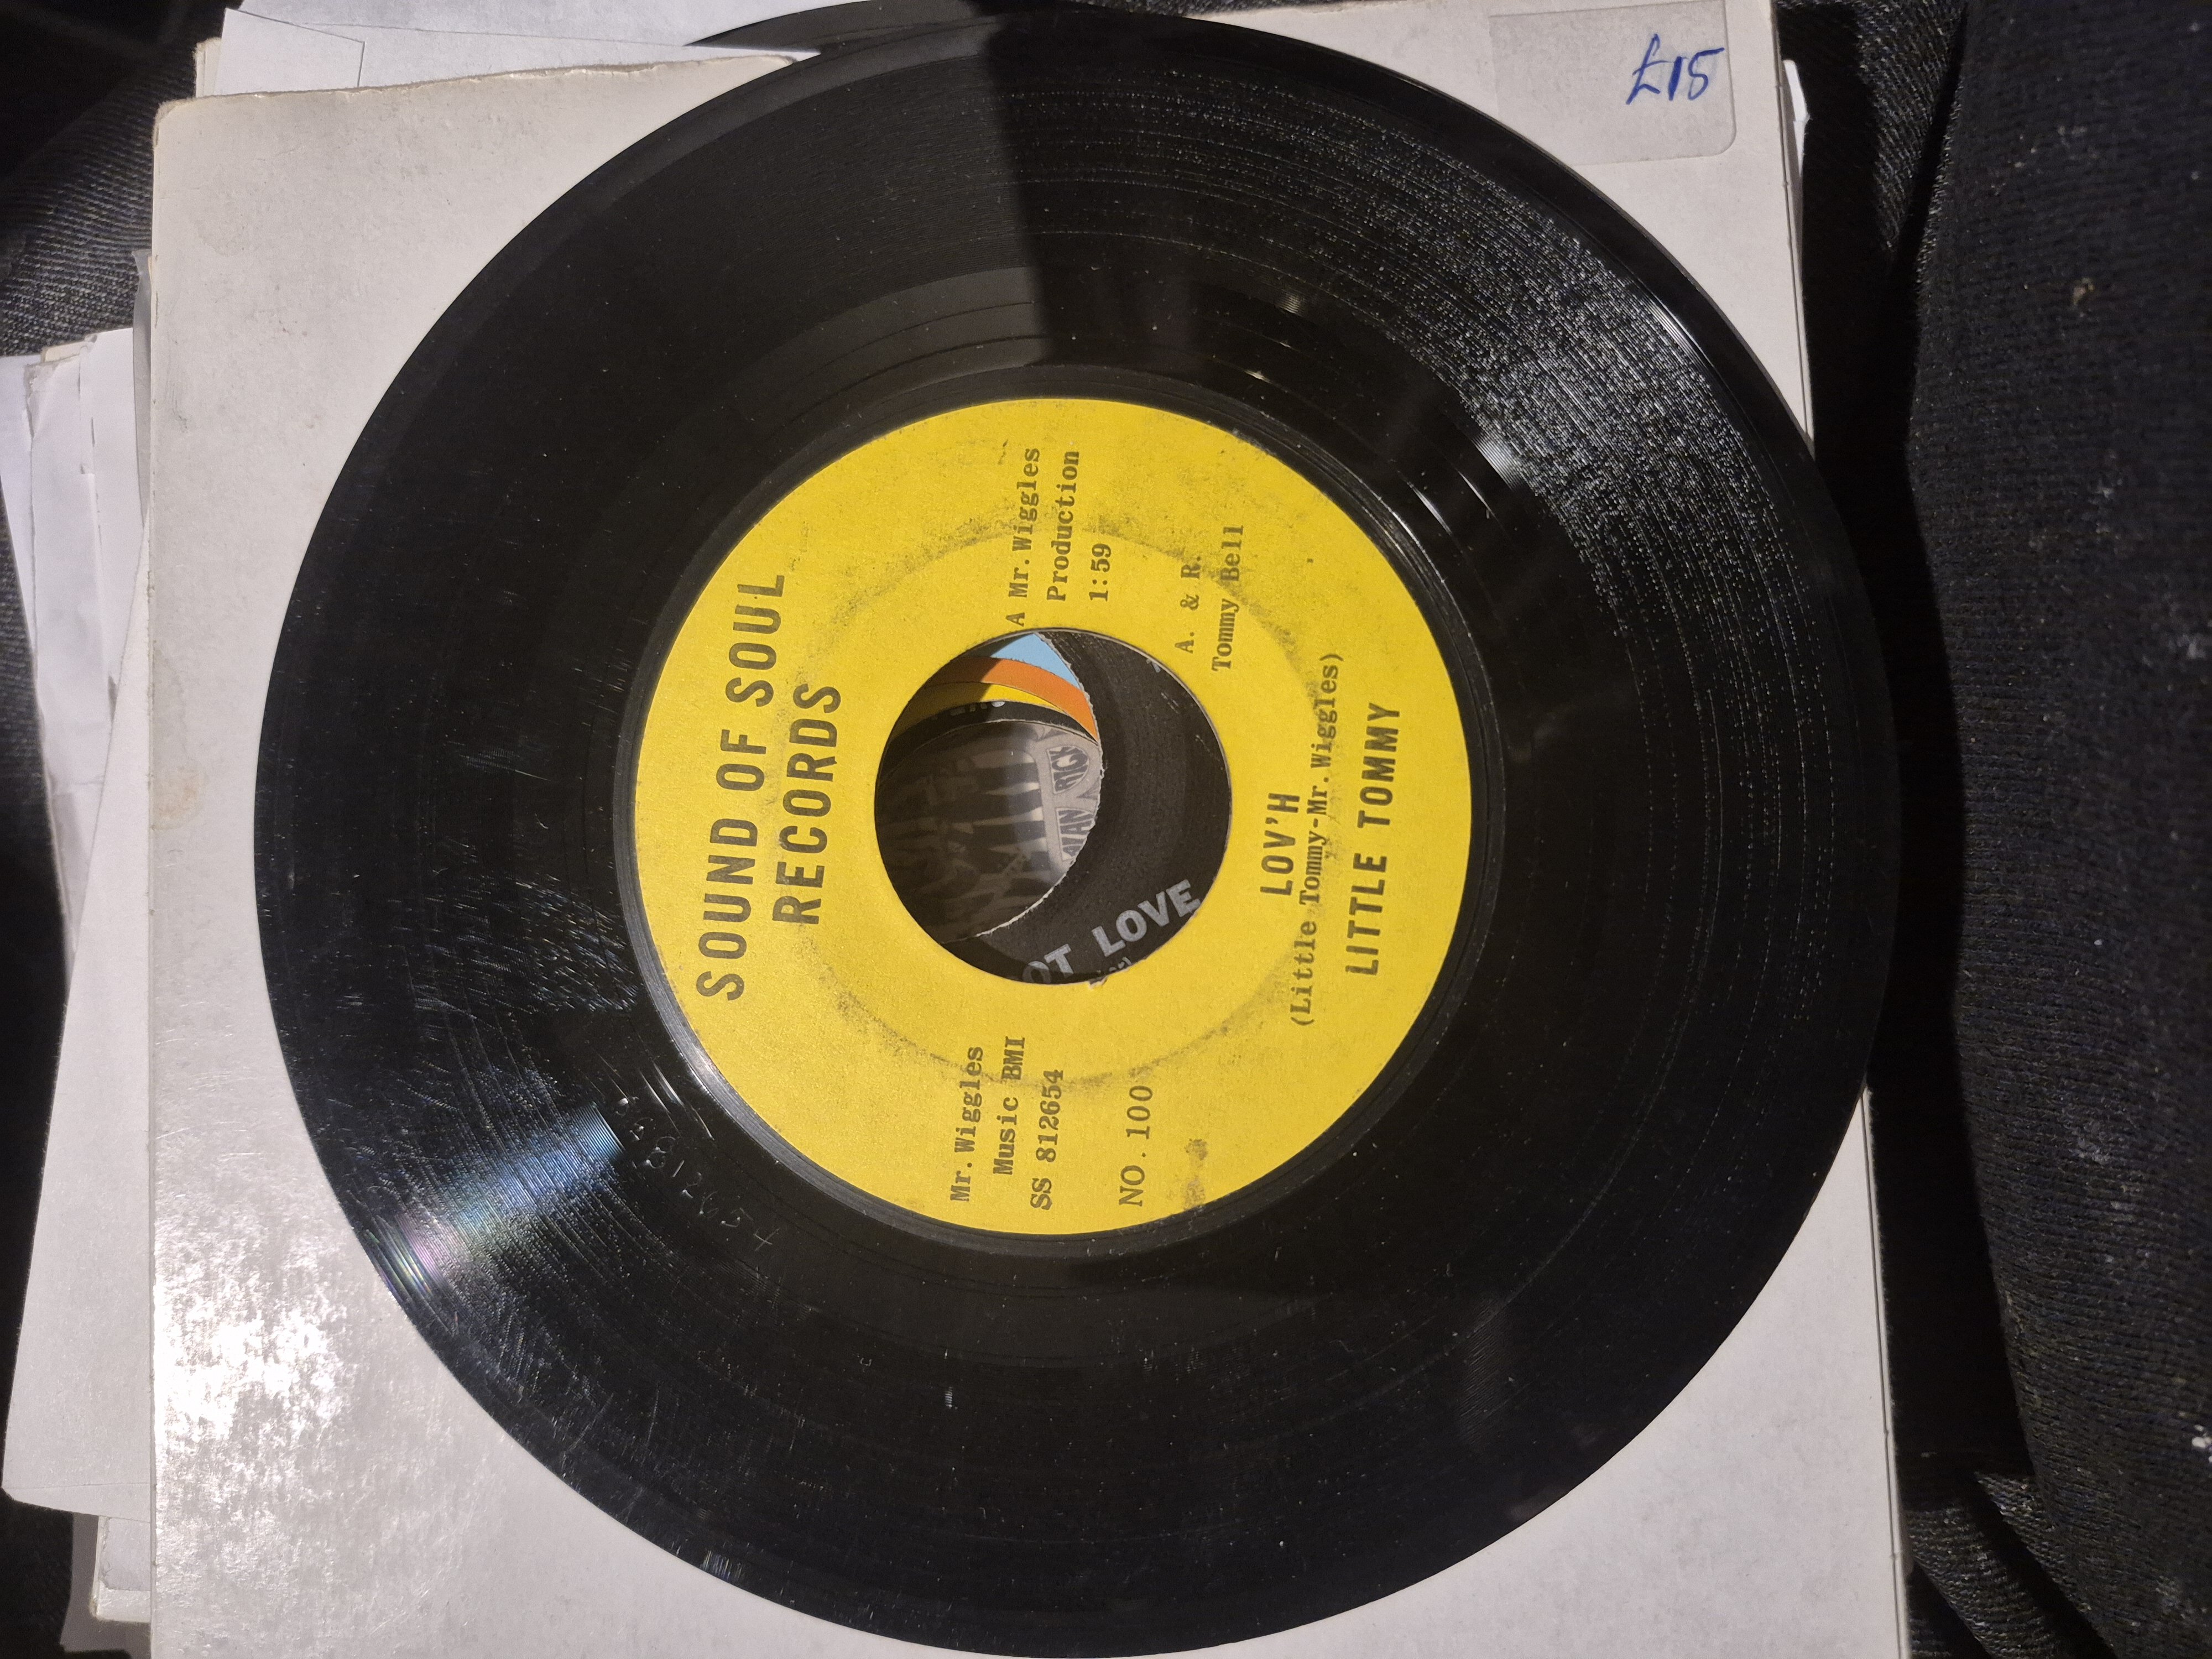 £15
SOUND OF SOUL
RECORDS
Mr.Wiggles
Music BMI
SS 812654
NO. 100
A Mr.Wiggles
Production
1:59
A. & R.
Tommy Bell
LOV'H
(Little Tommy-Mr.Wiggles)
LITTLE TOMMY
OT LOVE